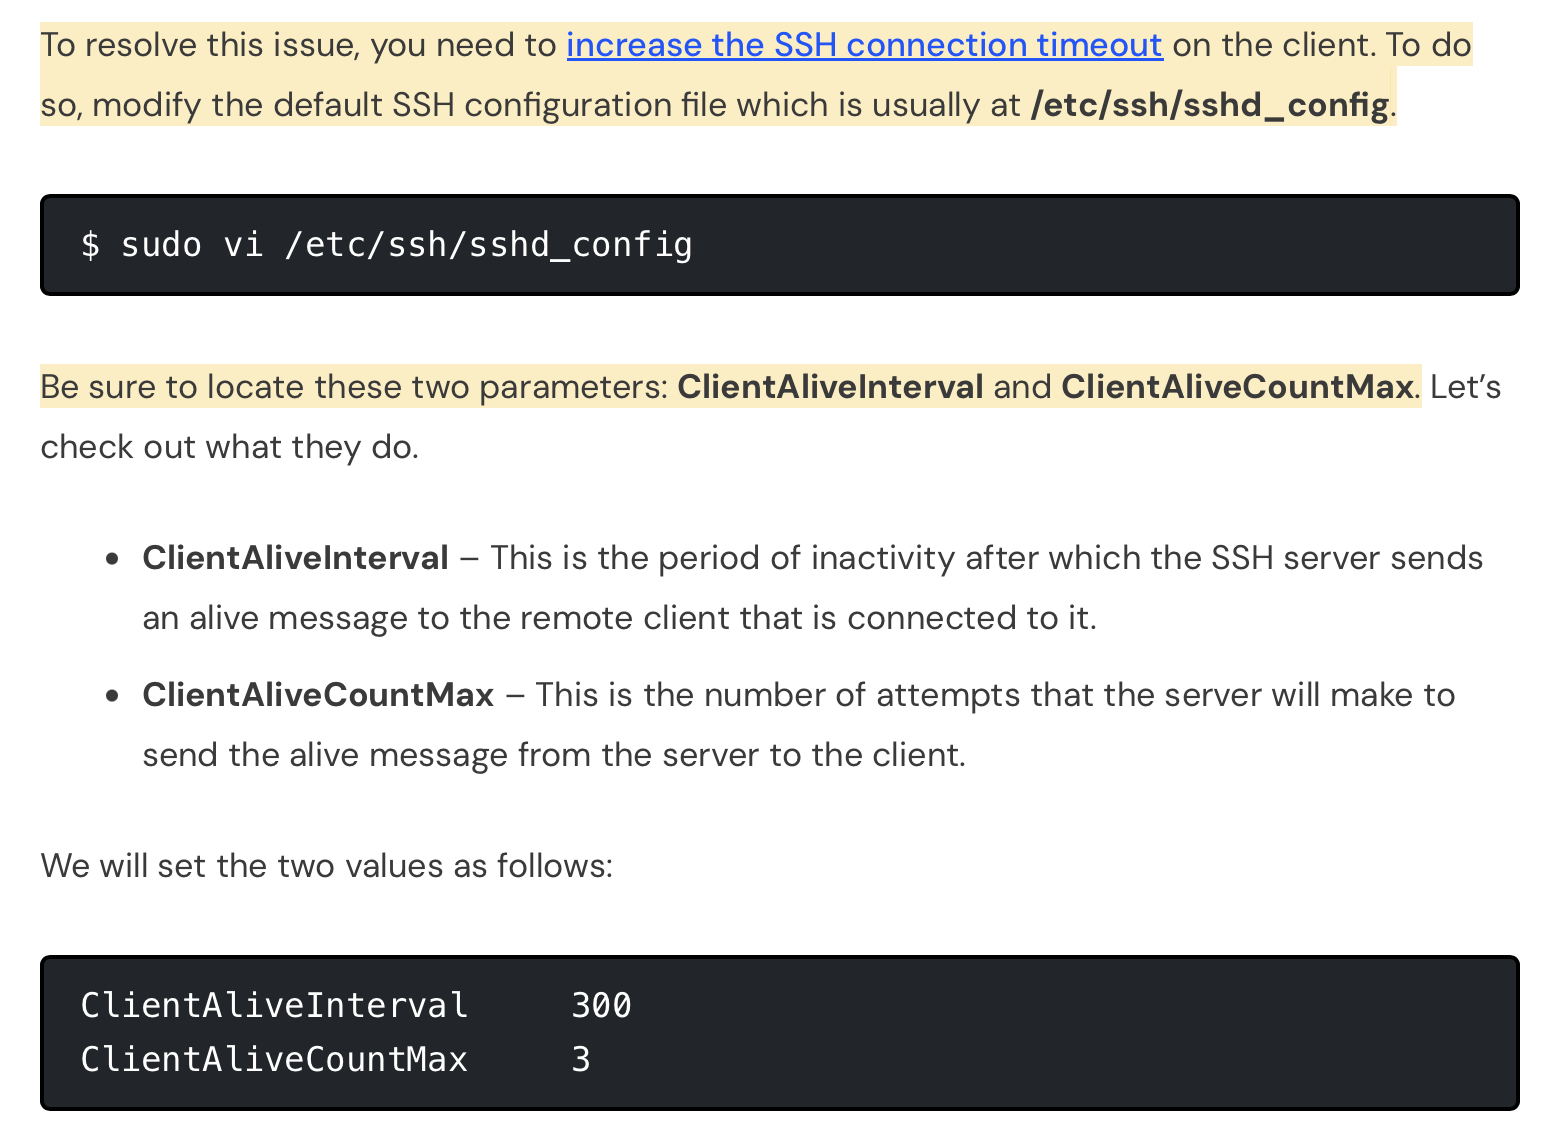 To resolve this issue, you need to increase the SSH connection timeout on the client. To do
so, modify the default SSH configuration file which is usually at /etc/ssh/sshd_config.
$ sudo vi /etc/ssh/sshd_config
Be sure to locate these two parameters: ClientAliveInterval and ClientAliveCountMax. Let’s
check out what they do.
• ClientAliveInterval – This is the period of inactivity after which the SSH server sends
an alive message to the remote client that is connected to it.
• ClientAliveCountMax – This is the number of attempts that the server will make to
send the alive message from the server to the client.
We will set the two values as follows:
ClientAliveInterval     300
ClientAliveCountMax     3